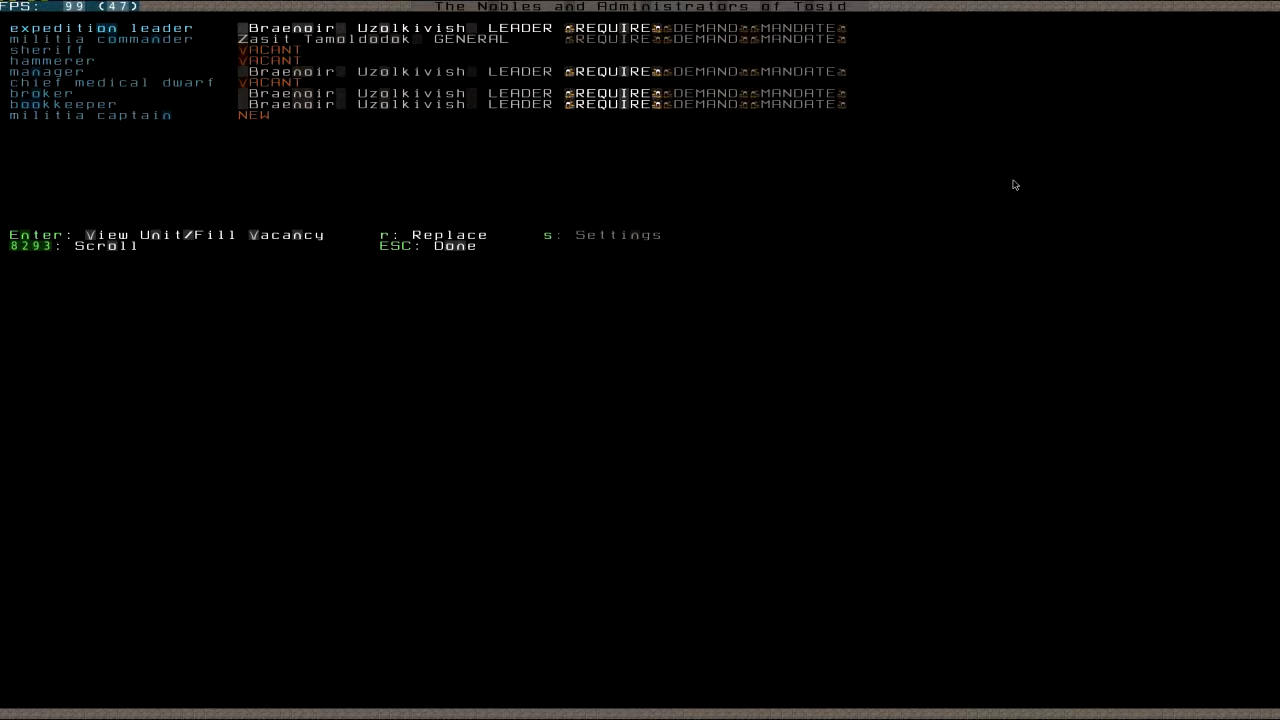 FPS: 99 (47) The Nobles and Administrators of Tosid
expedition leader Braenoir Uzolkivish LEADER REQUIRE DEMAND MANDATE
militia commander Zasit Tamoldodok GENERAL REQUIRE DEMAND MANDATE
sheriff VACANT
hammerer VACANT
manager Braenoir Uzolkivish LEADER REQUIRE DEMAND MANDATE
chief medical dwarf VACANT
broker Braenoir Uzolkivish LEADER REQUIRE DEMAND MANDATE
bookkeeper Braenoir Uzolkivish LEADER REQUIRE DEMAND MANDATE
militia captain NEW
Enter: View Unit/Fill Vacancy r: Replace s: Settings
8293: Scroll ESC: Done